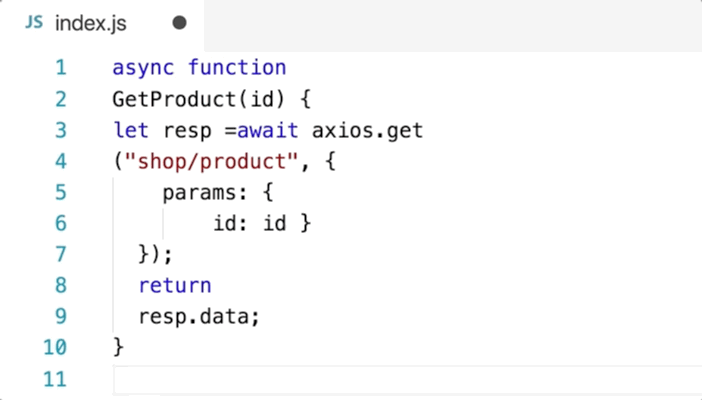 JS index.js
1 async function
2 GetProduct(id) {
3 let resp =await axios.get
4 ("shop/product", {
5 params: {
6 id: id }
7 });
8 return
9 resp.data;
10 }
11